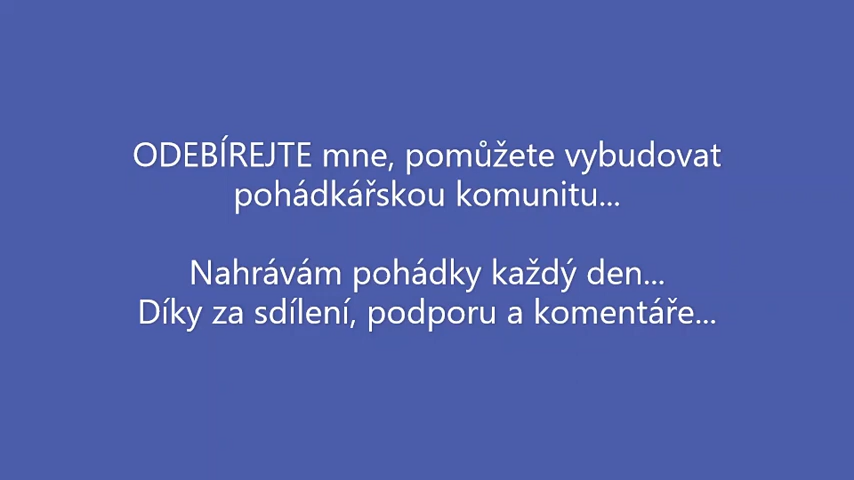 ODEBÍREJTE mne, pomůžete vybudovat
pohádkářskou komunitu...
Nahrávám pohádky každý den...
Díky za sdílení, podporu a komentáře...